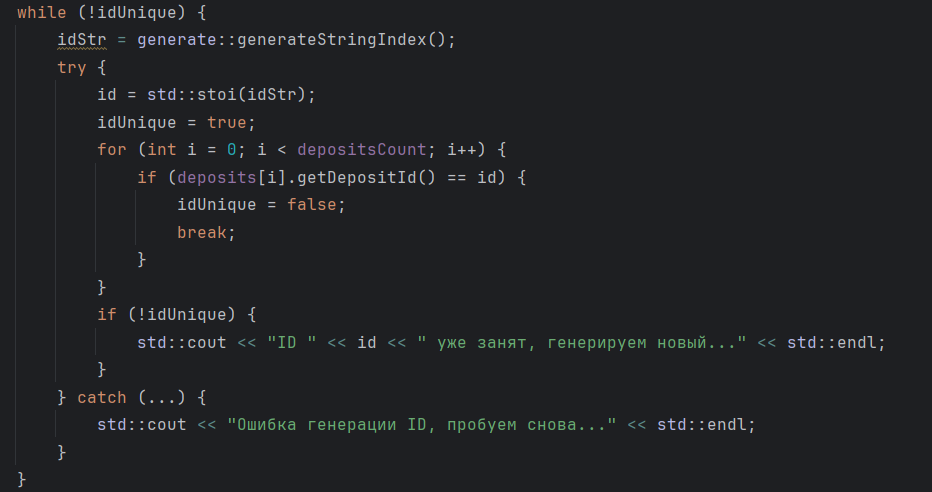 while (!idUnique) {
    idStr = generate::generateStringIndex();
    try {
        id = std::stoi(idStr);
        idUnique = true;
        for (int i = 0; i < depositsCount; i++) {
            if (deposits[i].getDepositId() == id) {
                idUnique = false;
                break;
            }
        }
        if (!idUnique) {
            std::cout << "ID " << id << " уже занят, генерируем новый..." << std::endl;
        }
    } catch (...) {
        std::cout << "Ошибка генерации ID, пробуем снова..." << std::endl;
    }
}